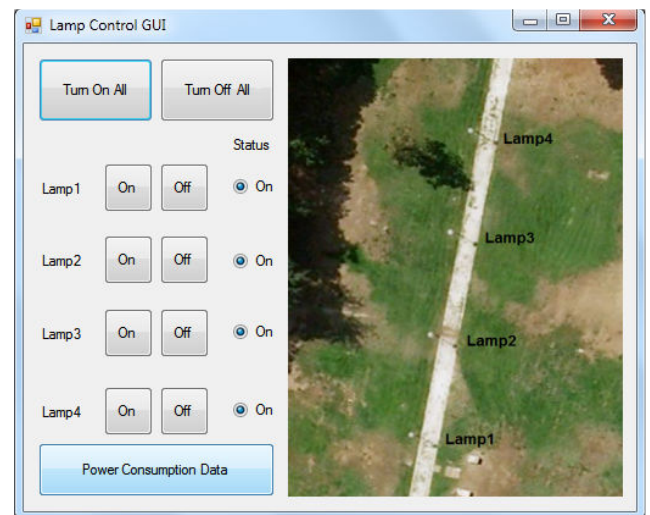 Lamp Control GUI
Turn On All Turn Off All
Status
Lamp1 On Off On
Lamp2 On Off On
Lamp3 On Off On
Lamp4 On Off On
Power Consumption Data
Lamp4
Lamp3
Lamp2
Lamp1